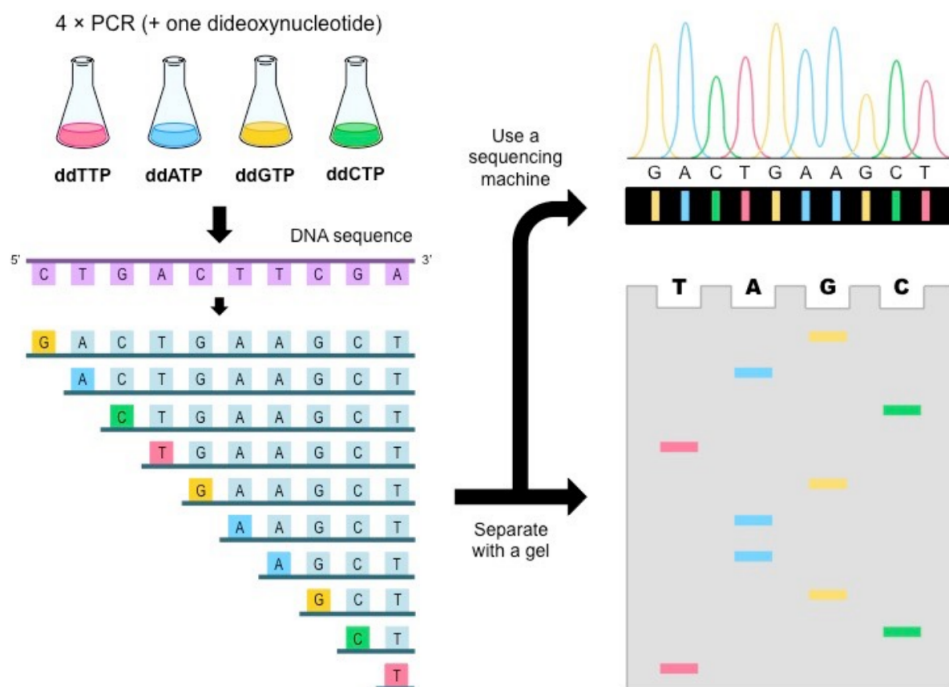 4 × PCR (+ one dideoxynucleotide)
ddTTP ddATP ddGTP ddCTP
DNA sequence
5' 3'
C T G A C T T C G A
G A C T G A A G C T
A C T G A A G C T
C T G A A G C T
T G A A G C T
G A A G C T
A A G C T
A G C T
G C T
C T
T
Use a
sequencing
machine
Separate
with a gel
G A C T G A A G C T
T A G C